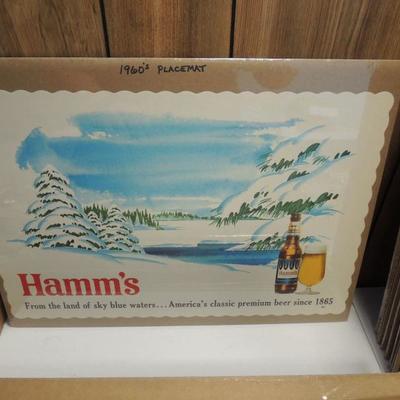 1960's PLACEMAT
Hamm's
From the land of sky blue waters...America's classic premium beer since 1865